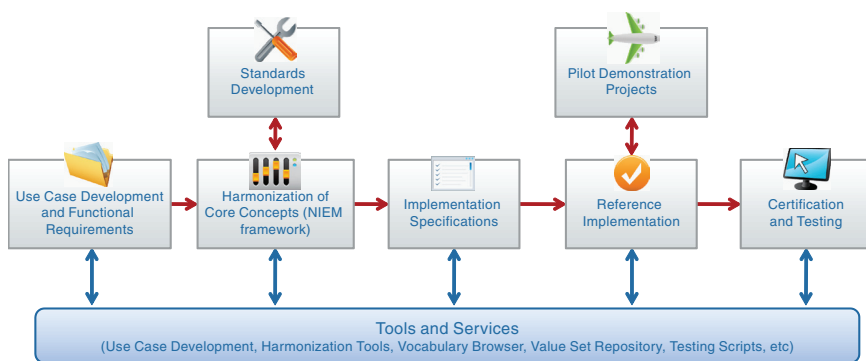 Standards
Development
Pilot Demonstration
Projects
Use Case Development
and Functional
Requirements
Harmonization of
Core Concepts (NIEM
framework)
Implementation
Specifications
Reference
Implementation
Certification
and Testing
Tools and Services
(Use Case Development, Harmonization Tools, Vocabulary Browser, Value Set Repository, Testing Scripts, etc)